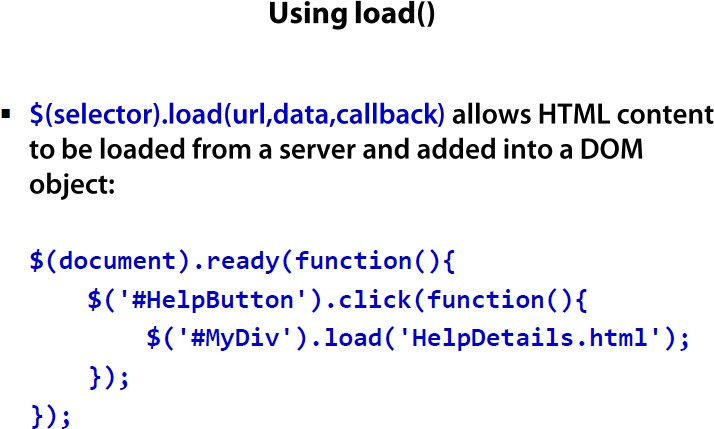 Using load()
▪ $(selector).load(url,data,callback) allows HTML content
to be loaded from a server and added into a DOM
object:
$(document).ready(function(){
    $('#HelpButton').click(function(){
        $('#MyDiv').load('HelpDetails.html');
    });
});